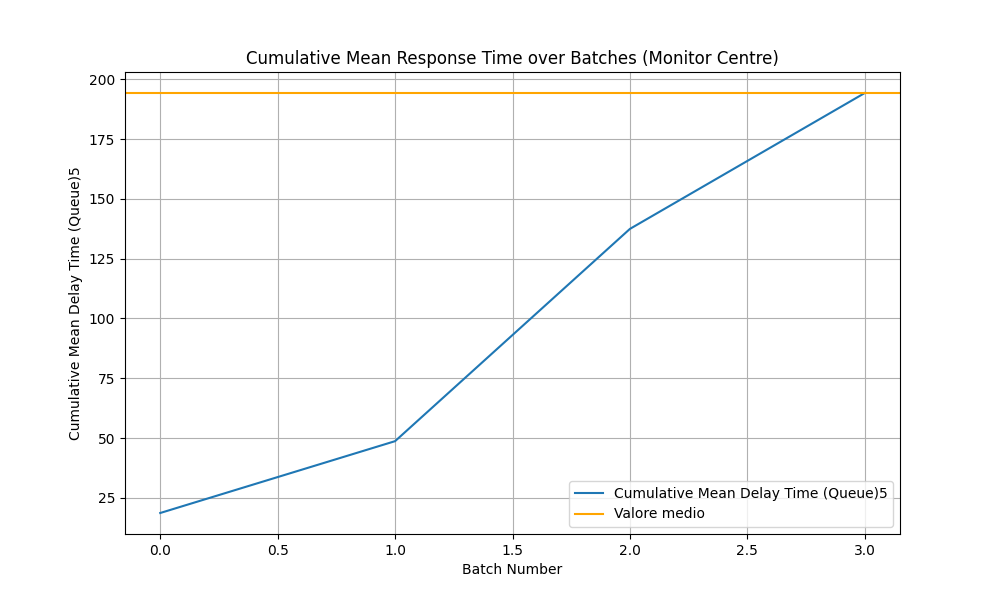 Cumulative Mean Response Time over Batches (Monitor Centre)
Cumulative Mean Delay Time (Queue)5
200
175
150
125
100
75
50
25
Cumulative Mean Delay Time (Queue)5
Valore medio
0.0 0.5 1.0 1.5 2.0 2.5 3.0
Batch Number